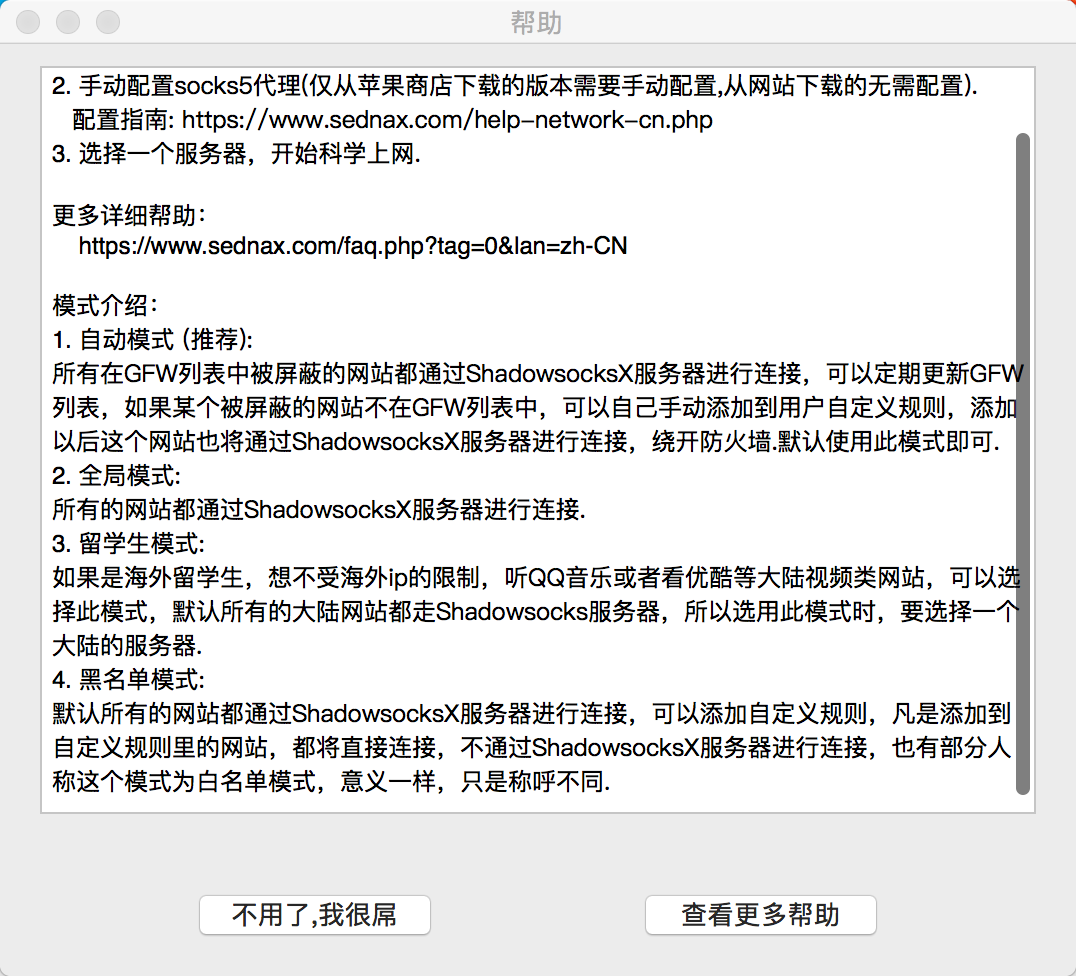 帮助
2. 手动配置socks5代理(仅从苹果商店下载的版本需要手动配置,从网站下载的无需配置).
配置指南: https://www.sednax.com/help-network-cn.php
3. 选择一个服务器，开始科学上网.
更多详细帮助：
https://www.sednax.com/faq.php?tag=0&lan=zh-CN
模式介绍：
1. 自动模式 (推荐):
所有在GFW列表中被屏蔽的网站都通过ShadowsocksX服务器进行连接，可以定期更新GFW
列表，如果某个被屏蔽的网站不在GFW列表中，可以自己手动添加到用户自定义规则，添加
以后这个网站也将通过ShadowsocksX服务器进行连接，绕开防火墙.默认使用此模式即可.
2. 全局模式:
所有的网站都通过ShadowsocksX服务器进行连接.
3. 留学生模式:
如果是海外留学生，想不受海外ip的限制，听QQ音乐或者看优酷等大陆视频类网站，可以选
择此模式，默认所有的大陆网站都走Shadowsocks服务器，所以选用此模式时，要选择一个
大陆的服务器.
4. 黑名单模式:
默认所有的网站都通过ShadowsocksX服务器进行连接，可以添加自定义规则，凡是添加到
自定义规则里的网站，都将直接连接，不通过ShadowsocksX服务器进行连接，也有部分人
称这个模式为白名单模式，意义一样，只是称呼不同.
不用了,我很屌
查看更多帮助